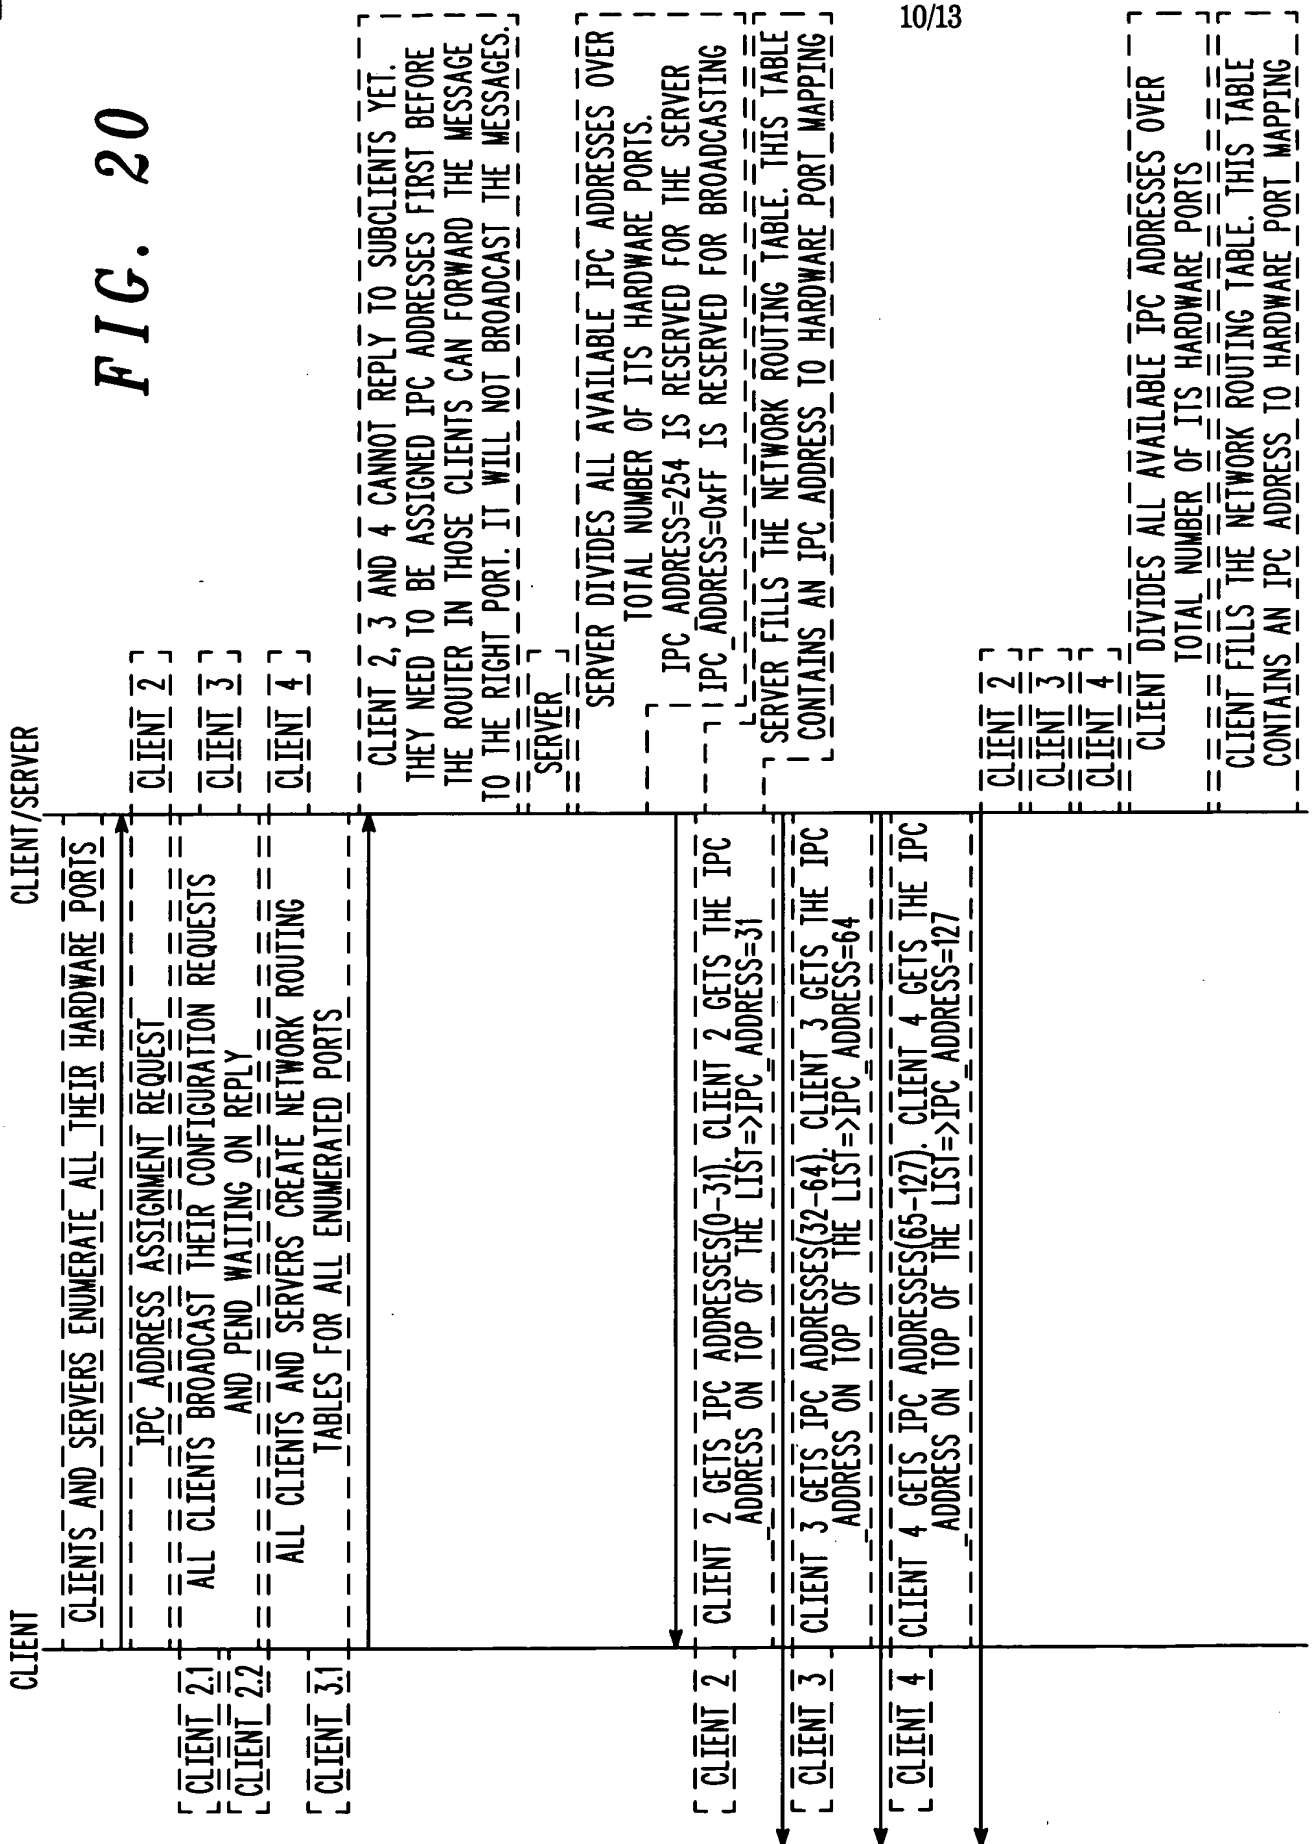 10/13
FIG. 20
CLIENT
CLIENT/SERVER
CLIENTS AND SERVERS ENUMERATE ALL THEIR HARDWARE PORTS
IPC ADDRESS ASSIGNMENT REQUEST
CLIENT 2
CLIENT 2.1
ALL CLIENTS BROADCAST THEIR CONFIGURATION REQUESTS
AND PEND WAITING ON REPLY
CLIENT 3
CLIENT 2.2
ALL CLIENTS AND SERVERS CREATE NETWORK ROUTING
TABLES FOR ALL ENUMERATED PORTS
CLIENT 4
CLIENT 3.1
CLIENT 2, 3 AND 4 CANNOT REPLY TO SUBCLIENTS YET.
THEY NEED TO BE ASSIGNED IPC ADDRESSES FIRST BEFORE
THE ROUTER IN THOSE CLIENTS CAN FORWARD THE MESSAGE
TO THE RIGHT PORT. IT WILL NOT BROADCAST THE MESSAGES.
SERVER
SERVER DIVIDES ALL AVAILABLE IPC ADDRESSES OVER
TOTAL NUMBER OF ITS HARDWARE PORTS.
IPC ADDRESS=254 IS RESERVED FOR THE SERVER
IPC_ADDRESS=0xFF IS RESERVED FOR BROADCASTING
SERVER FILLS THE NETWORK ROUTING TABLE. THIS TABLE
CONTAINS AN IPC ADDRESS TO HARDWARE PORT MAPPING
CLIENT 2
CLIENT 2 GETS IPC ADDRESSES(0-31). CLIENT 2 GETS THE IPC
ADDRESS ON TOP OF THE LIST=>IPC_ADDRESS=31
CLIENT 3
CLIENT 3 GETS IPC ADDRESSES(32-64). CLIENT 3 GETS THE IPC
ADDRESS ON TOP OF THE LIST=>IPC_ADDRESS=64
CLIENT 4
CLIENT 4 GETS IPC ADDRESSES(65-127). CLIENT 4 GETS THE IPC
ADDRESS ON TOP OF THE LIST=>IPC_ADDRESS=127
CLIENT 2
CLIENT 3
CLIENT 4
CLIENT DIVIDES ALL AVAILABLE IPC ADDRESSES OVER
TOTAL NUMBER OF ITS HARDWARE PORTS
CLIENT FILLS THE NETWORK ROUTING TABLE. THIS TABLE
CONTAINS AN IPC ADDRESS TO HARDWARE PORT MAPPING